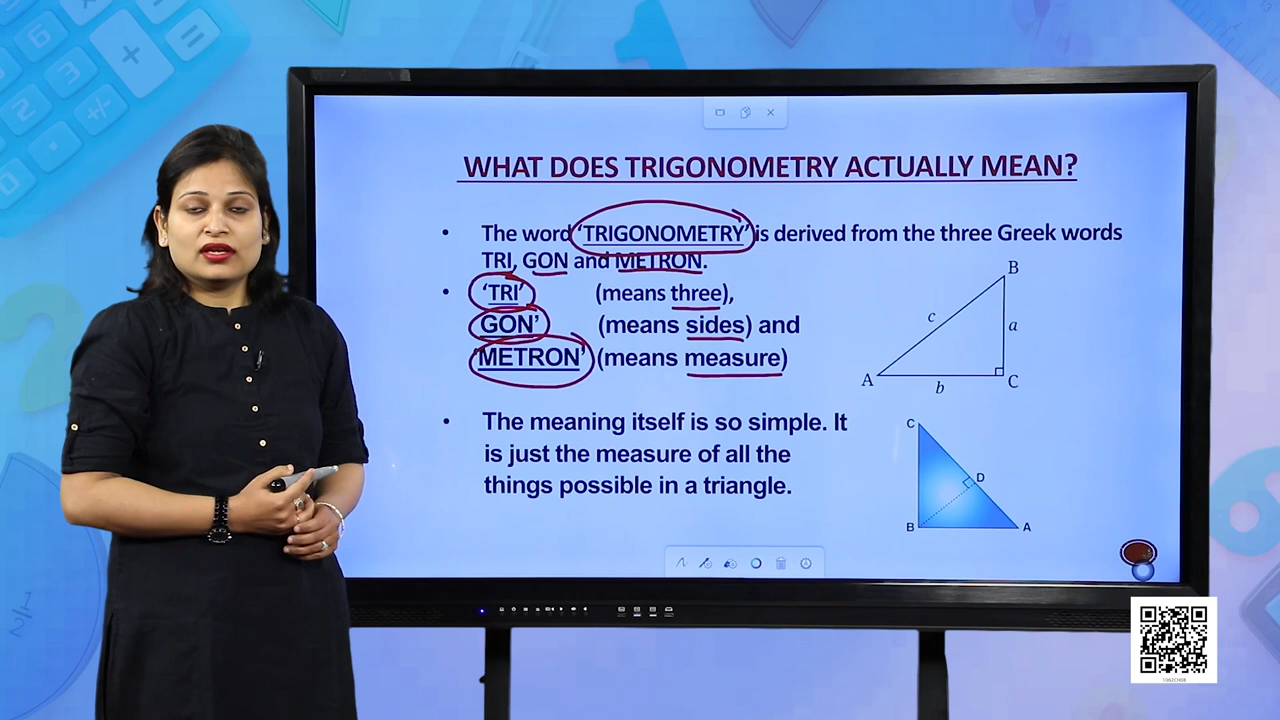 WHAT DOES TRIGONOMETRY ACTUALLY MEAN?
• The word ‘TRIGONOMETRY’ is derived from the three Greek words
TRI, GON and METRON.
• ‘TRI’ (means three),
GON’ (means sides) and
‘METRON’ (means measure)
B
c
a
A
b
C
• The meaning itself is so simple. It
is just the measure of all the
things possible in a triangle.
C
D
B
A
1062CH08